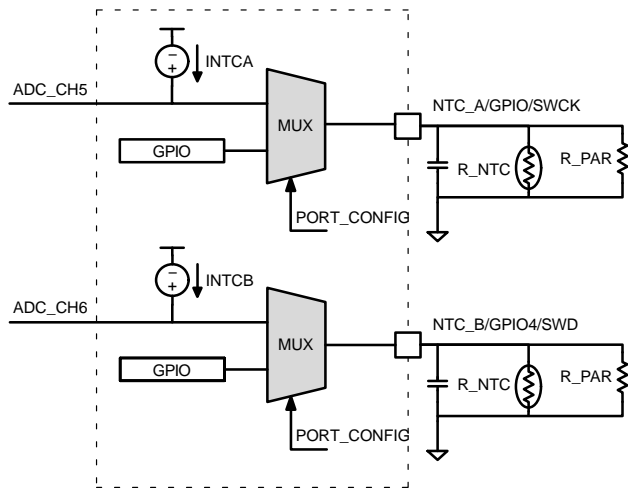 INTCA
ADC_CH5
NTC_A/GPIO/SWCK
MUX
GPIO
R_NTC
R_PAR
PORT_CONFIG
INTCB
ADC_CH6
NTC_B/GPIO4/SWD
MUX
GPIO
R_NTC
R_PAR
PORT_CONFIG